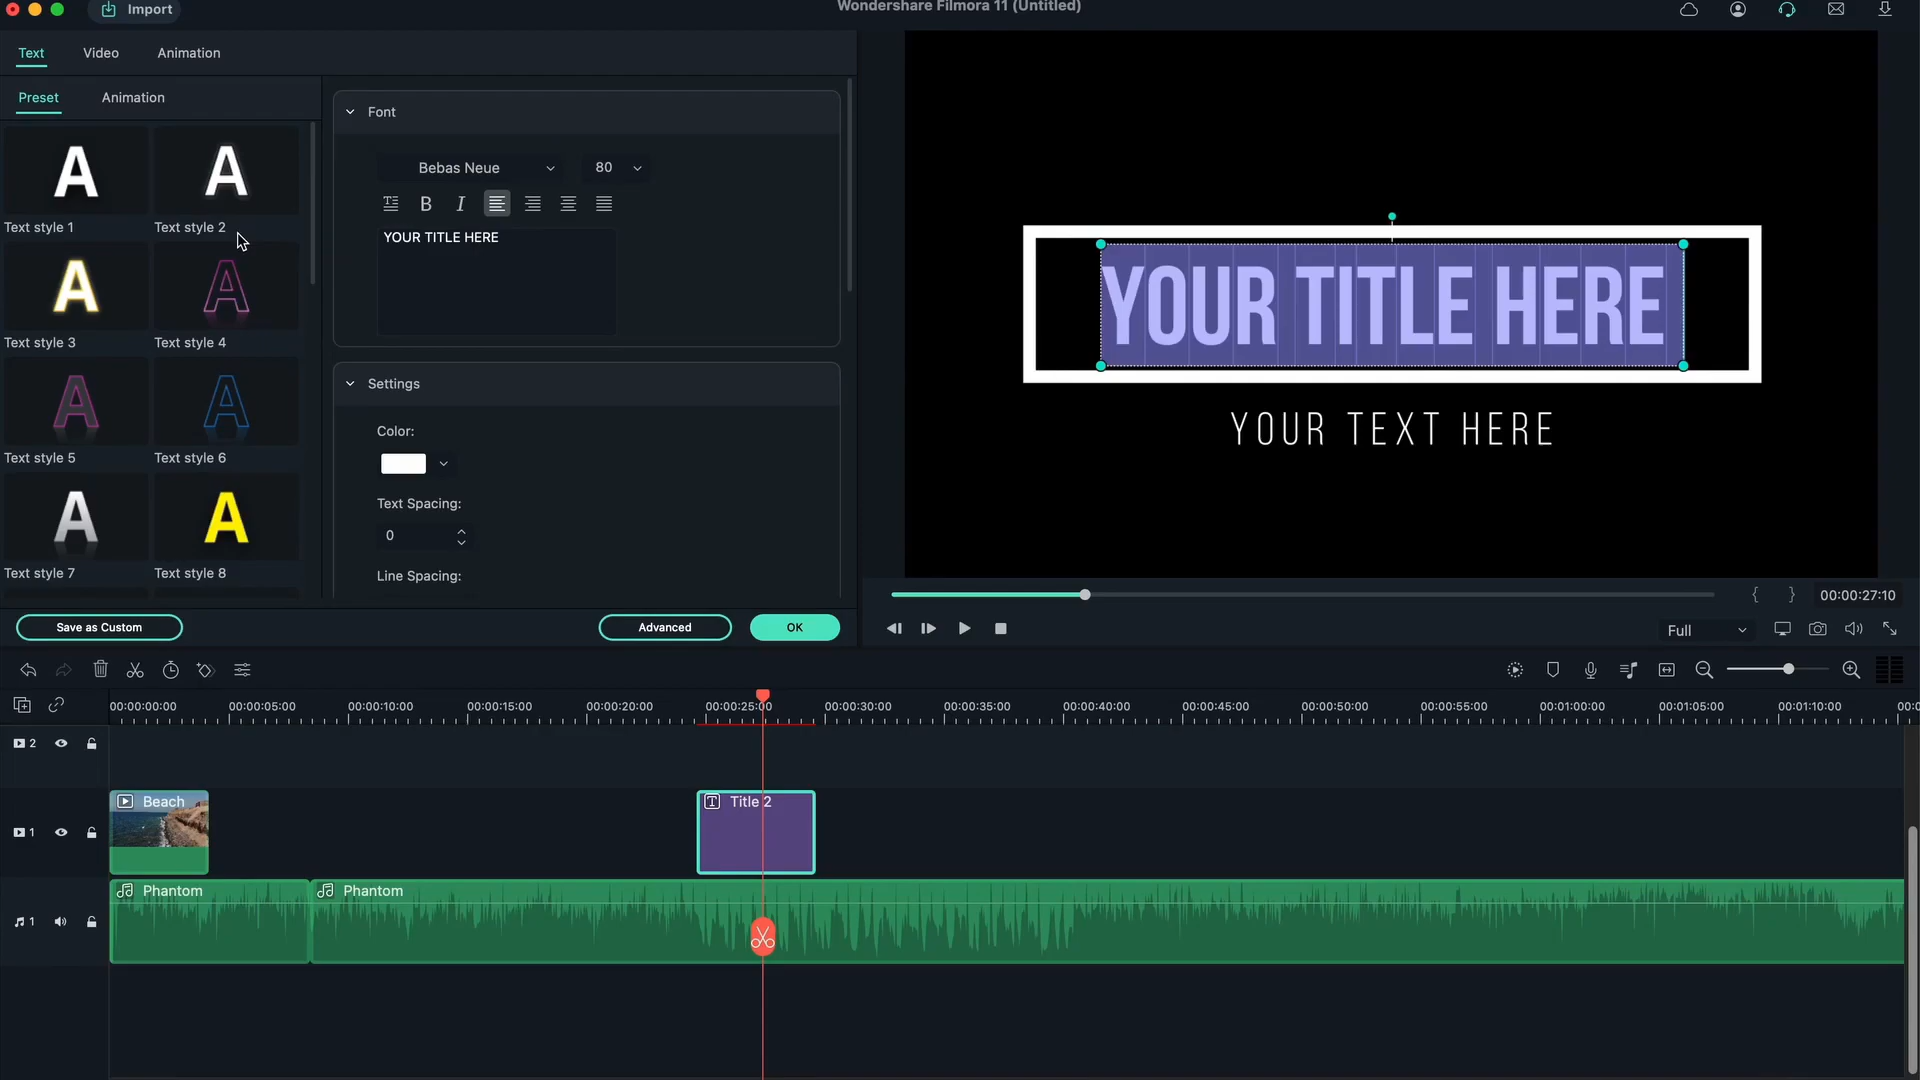 Import
Wondershare Filmora 11 (Untitled)
Text Video Animation
Preset Animation
A A
Text style 1 Text style 2
A A
Text style 3 Text style 4
A A
Text style 5 Text style 6
A A
Text style 7 Text style 8
Font
Bebas Neue 80
B I
YOUR TITLE HERE
Settings
Color:
Text Spacing:
0
Line Spacing:
Save as Custom Advanced OK
YOUR TITLE HERE
YOUR TEXT HERE
{ } 00:00:27:10
Full
00:00:00:00 00:00:05:00 00:00:10:00 00:00:15:00 00:00:20:00 00:00:25:00 00:00:30:00 00:00:35:00 00:00:40:00 00:00:45:00 00:00:50:00 00:00:55:00 00:01:00:00 00:01:05:00 00:01:10:00
2
Beach T Title 2
1
Phantom Phantom
1